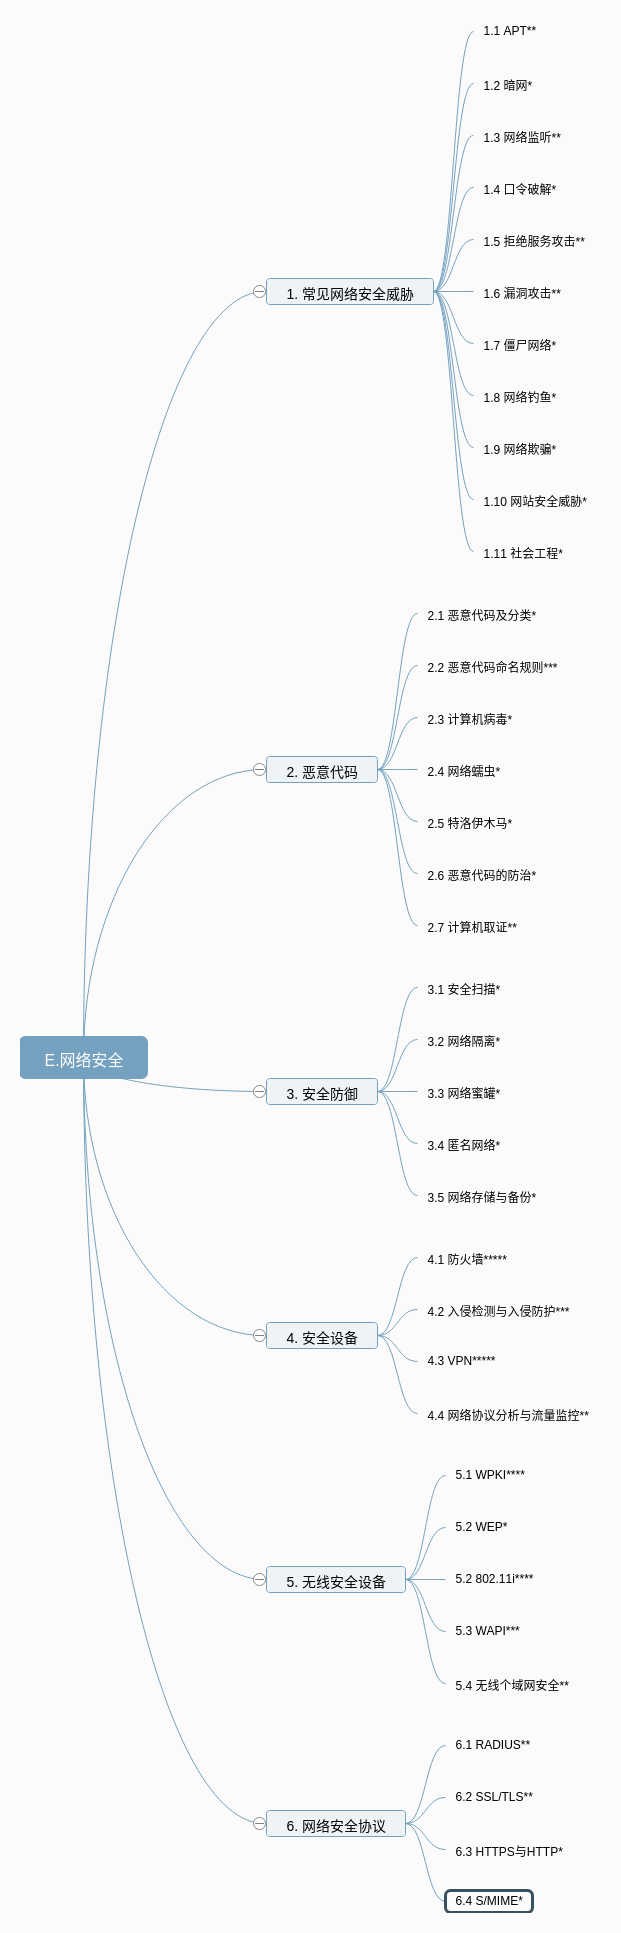 E.网络安全
1. 常见网络安全威胁
1.1 APT**
1.2 暗网*
1.3 网络监听**
1.4 口令破解*
1.5 拒绝服务攻击**
1.6 漏洞攻击**
1.7 僵尸网络*
1.8 网络钓鱼*
1.9 网络欺骗*
1.10 网站安全威胁*
1.11 社会工程*
2. 恶意代码
2.1 恶意代码及分类*
2.2 恶意代码命名规则***
2.3 计算机病毒*
2.4 网络蠕虫*
2.5 特洛伊木马*
2.6 恶意代码的防治*
2.7 计算机取证**
3. 安全防御
3.1 安全扫描*
3.2 网络隔离*
3.3 网络蜜罐*
3.4 匿名网络*
3.5 网络存储与备份*
4. 安全设备
4.1 防火墙*****
4.2 入侵检测与入侵防护***
4.3 VPN*****
4.4 网络协议分析与流量监控**
5. 无线安全设备
5.1 WPKI****
5.2 WEP*
5.2 802.11i****
5.3 WAPI***
5.4 无线个域网安全**
6. 网络安全协议
6.1 RADIUS**
6.2 SSL/TLS**
6.3 HTTPS与HTTP*
6.4 S/MIME*